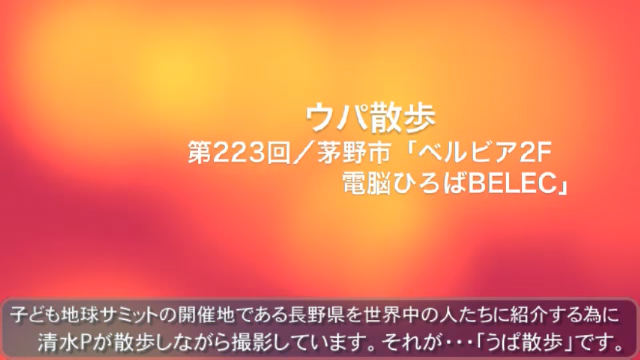 ウパ散歩
第223回／茅野市「ベルビア2F
電脳ひろばBELEC」
子ども地球サミットの開催地である長野県を世界中の人たちに紹介する為に
清水Pが散歩しながら撮影しています。それが・・・「うぱ散歩」です。